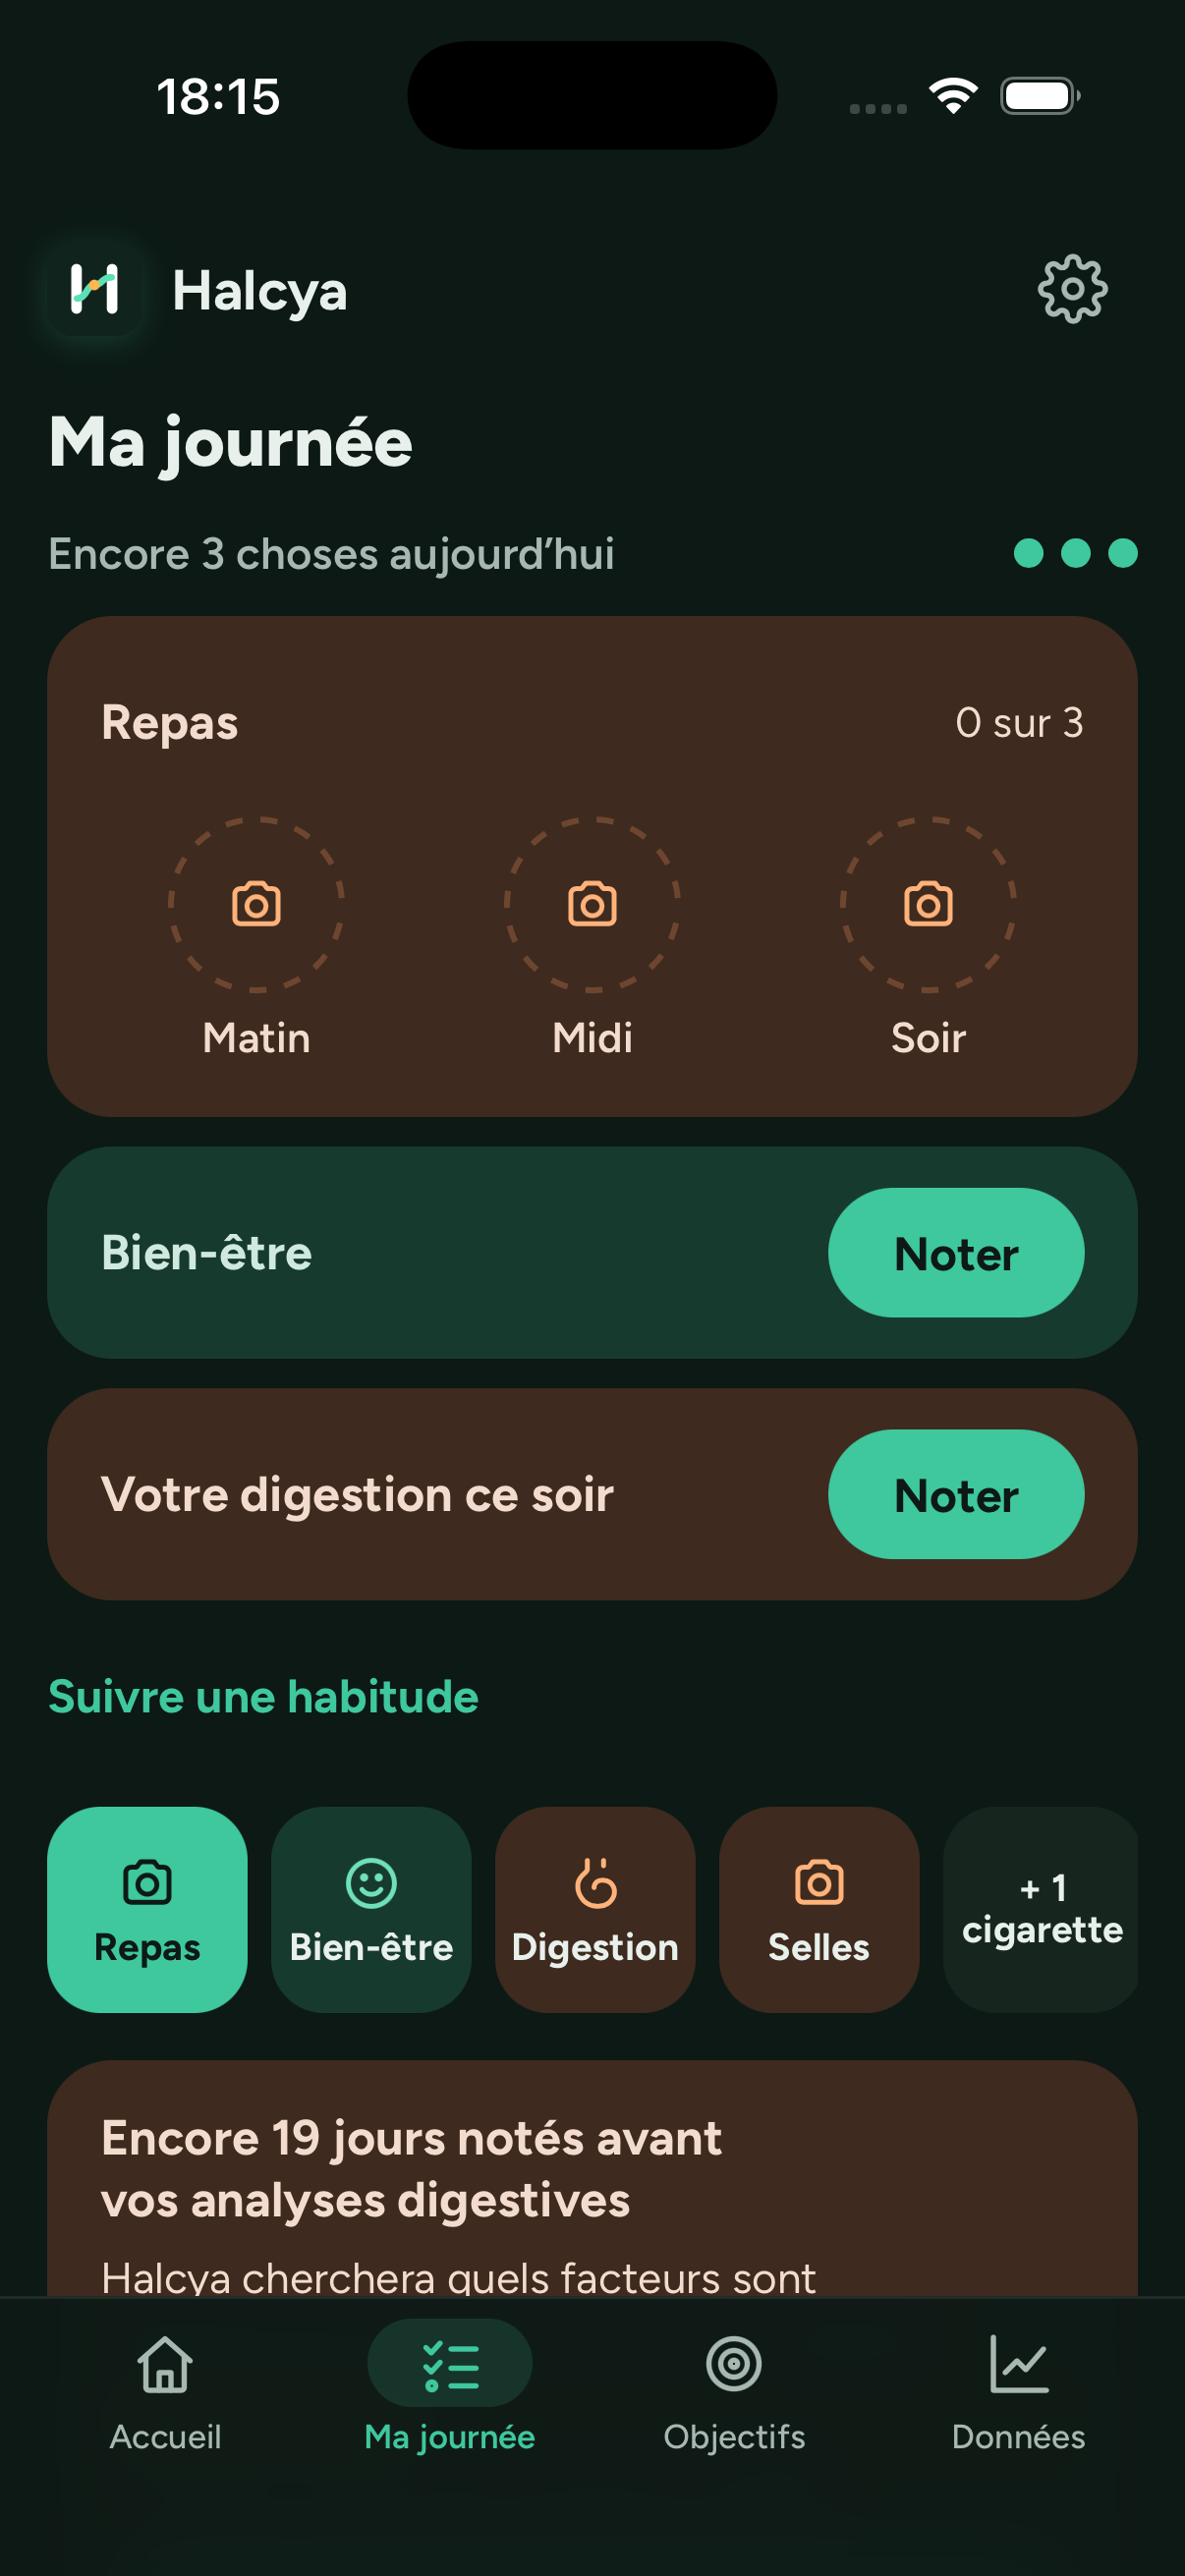 18:15
Halcya
Ma journée
Encore 3 choses aujourd’hui
Repas
0 sur 3
Matin
Midi
Soir
Bien-être
Noter
Votre digestion ce soir
Noter
Suivre une habitude
Repas
Bien-être
Digestion
Selles
+ 1
cigarette
Encore 19 jours notés avant
vos analyses digestives
Halcya cherchera quels facteurs sont
Accueil
Ma journée
Objectifs
Données